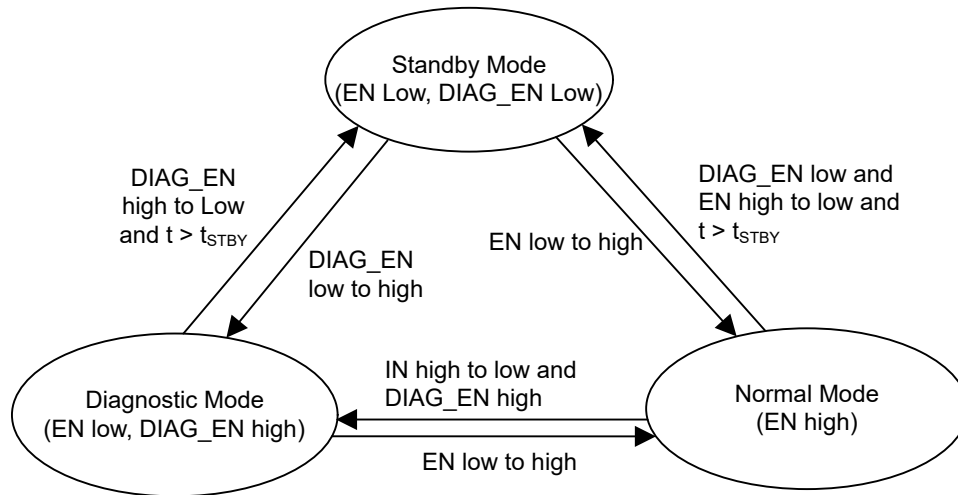 Standby Mode
(EN Low, DIAG_EN Low)
DIAG_EN
high to Low
and t > tSTBY
DIAG_EN
low to high
EN low to high
DIAG_EN low and
EN high to low and
t > tSTBY
Diagnostic Mode
(EN low, DIAG_EN high)
IN high to low and
DIAG_EN high
EN low to high
Normal Mode
(EN high)